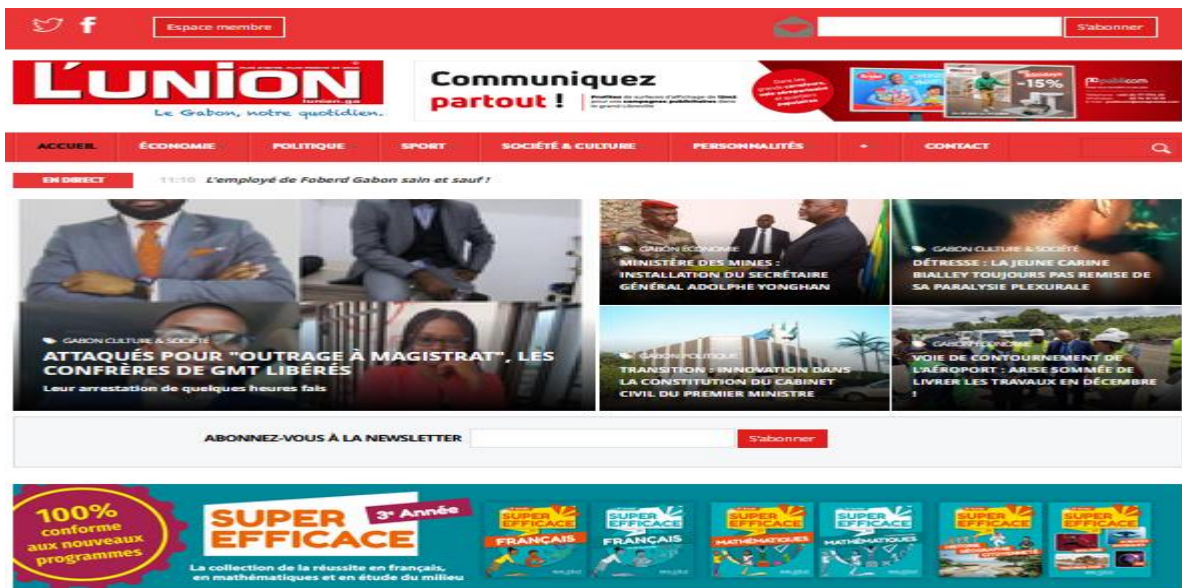 Espace membre
S'abonner
L'UNION
lunion.ga
Le Gabon, notre quotidien.
Communiquez
partout !
-15%
ACCUEIL ÉCONOMIE POLITIQUE SPORT SOCIÉTÉ & CULTURE PERSONNALITÉS + CONTACT
EN DIRECT 11:10 L'employé de Foberd Gabon sain et sauf !
GABON CULTURE & SOCIÉTÉ
ATTAQUÉS POUR "OUTRAGE À MAGISTRAT", LES
CONFRÈRES DE GMT LIBÉRÉS
Leur arrestation de quelques heures fais
GABON ÉCONOMIE
MINISTÈRE DES MINES :
INSTALLATION DU SECRÉTAIRE
GÉNÉRAL ADOLPHE YONGHAN
GABON CULTURE & SOCIÉTÉ
DÉTRESSE : LA JEUNE CARINE
BIALLEY TOUJOURS PAS REMISE DE
SA PARALYSIE PLEXURALE
GABON POLITIQUE
TRANSITION : INNOVATION DANS
LA CONSTITUTION DU CABINET
CIVIL DU PREMIER MINISTRE
GABON ÉCONOMIE
VOIE DE CONTOURNEMENT DE
L'AÉROPORT : ARISE SOMMÉE DE
LIVRER LES TRAVAUX EN DÉCEMBRE
!
ABONNEZ-VOUS À LA NEWSLETTER S'abonner
100%
conforme
aux nouveaux
programmes
SUPER
EFFICACE
3e Année
La collection de la réussite en français,
en mathématiques et en étude du milieu
SUPER
EFFICACE
FRANÇAIS
SUPER
EFFICACE
FRANÇAIS
SUPER
EFFICACE
MATHÉMATIQUES
SUPER
EFFICACE
MATHÉMATIQUES
SUPER
EFFICACE
SUPER
EFFICACE